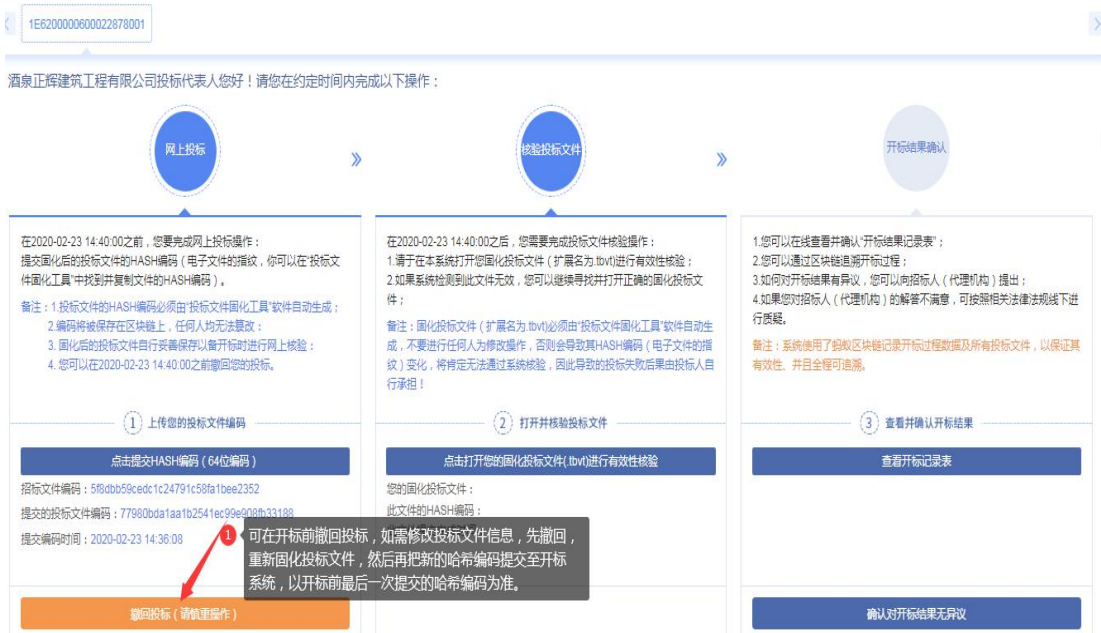 1E6200000600022878001
酒泉正辉建筑工程有限公司投标代表人您好！请您在约定时间内完成以下操作：
网上投标
核验投标文件
开标结果确认
在2020-02-23 14:40:00之前，您要完成网上投标操作：
提交固化后的投标文件的HASH编码（电子文件的指纹，你可以在“投标文
件固化工具”中找到并复制文件的HASH编码）。
备注：1.投标文件的HASH编码必须由“投标文件固化工具”软件自动生成；
2.编码将被保存在区块链上，任何人均无法篡改；
3. 固化后的投标文件自行妥善保存以备开标时进行网上核验：
4. 您可以在2020-02-23 14:40:00之前撤回您的投标。
1 上传您的投标文件编码
点击提交HASH编码（64位编码）
招标文件编码：5f8dbb59cedc1c24791c58fa1bee2352
提交的投标文件编码：77980bda1aa1b2541ec99e908fb33188
提交编码时间：2020-02-23 14:36:08
撤回投标（请慎重操作）
在2020-02-23 14:40:00之后，您需要完成投标文件核验操作：
1.请于在本系统打开您固化投标文件（扩展名为.tbvt)进行有效性核验；
2.如果系统检测到此文件无效，您可以继续寻找并打开正确的固化投标文
件；
备注：固化投标文件（扩展名为.tbvt)必须由“投标文件固化工具”软件自动生
成，不要进行任何人为修改操作，否则会导致其HASH编码（电子文件的指
纹）变化，将肯定无法通过系统核验，因此导致的投标失败后果由投标人自
行承担！
2 打开并核验投标文件
点击打开您的固化投标文件(.tbvt)进行有效性核验
您的固化投标文件：
此文件的HASH编码：
1 可在开标前撤回投标，如需修改投标文件信息，先撤回，
重新固化投标文件，然后再把新的哈希编码提交至开标
系统，以开标前最后一次提交的哈希编码为准。
1.您可以在线查看并确认“开标结果记录表”；
2.您可以通过区块链追溯开标过程；
3.如何对开标结果有异议，您可以向招标人（代理机构）提出；
4.如果您对招标人（代理机构）的解答不满意，可按照相关法律法规线下进
行质疑。
备注：系统使用了蚂蚁区块链记录开标过程数据及所有投标文件，以保证其
有效性、并且全程可追溯。
3 查看并确认开标结果
查看开标记录表
确认对开标结果无异议